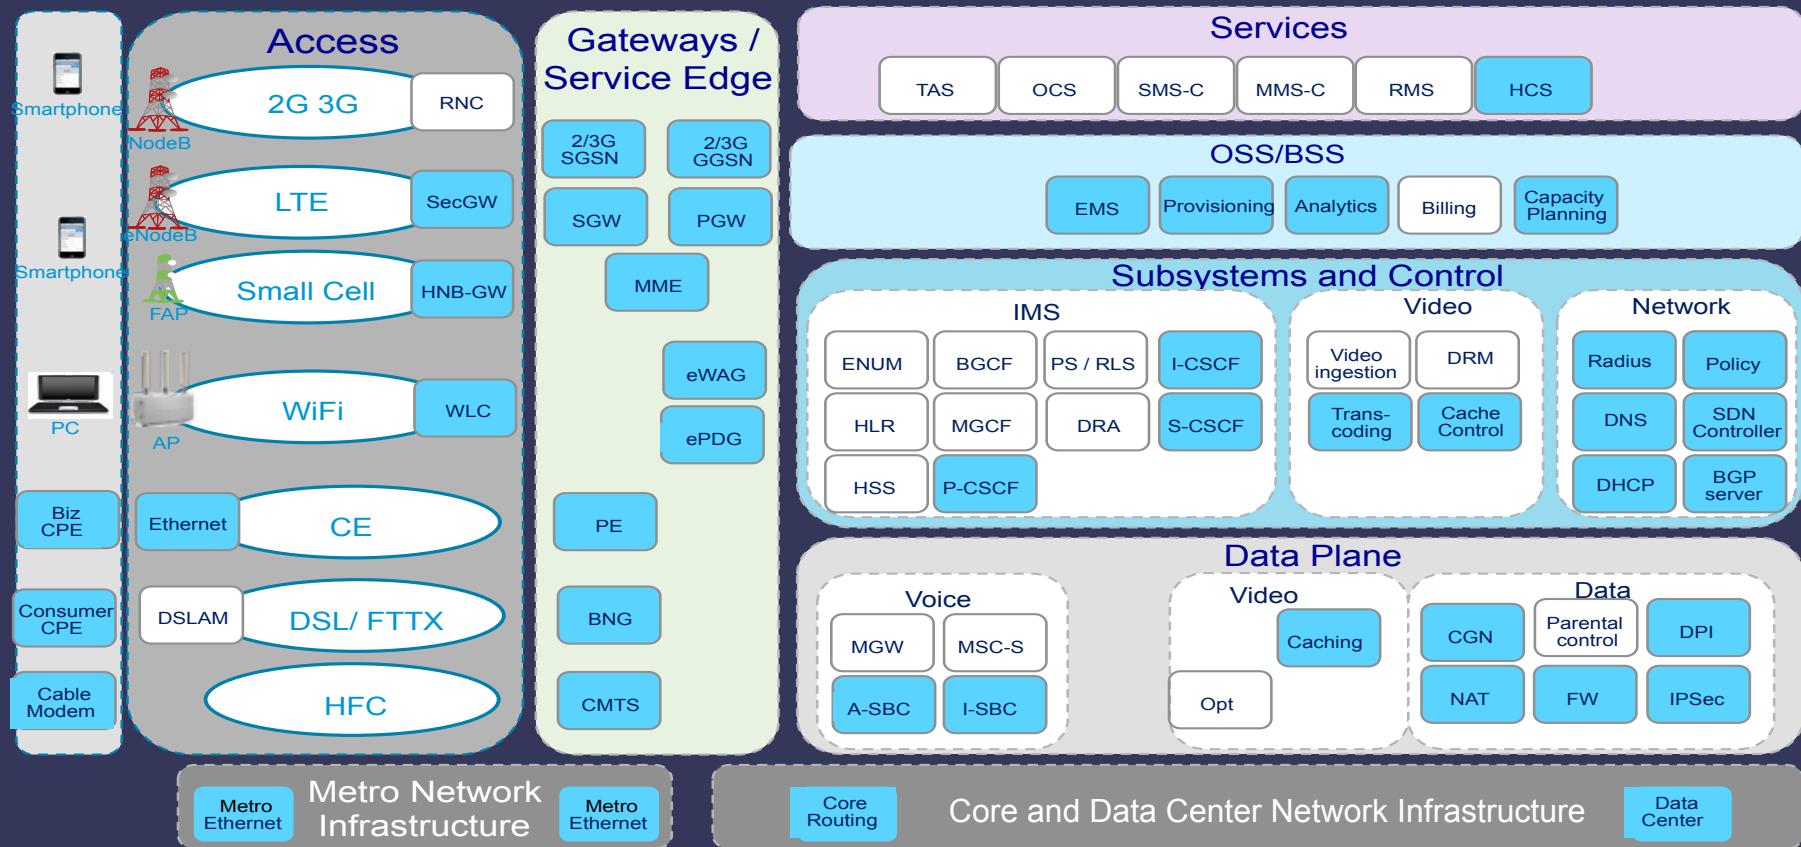 Smartphone
Smartphone
PC
Biz
CPE
Consumer
CPE
Cable
Modem
Access
2G 3G
RNC
NodeB
LTE
SecGW
eNodeB
Small Cell
HNB-GW
FAP
WiFi
WLC
AP
Ethernet
CE
DSLAM
DSL/ FTTX
HFC
Gateways /
Service Edge
2/3G
SGSN
2/3G
GGSN
SGW
PGW
MME
eWAG
ePDG
PE
BNG
CMTS
Services
TAS
OCS
SMS-C
MMS-C
RMS
HCS
OSS/BSS
EMS
Provisioning
Analytics
Billing
Capacity
Planning
Subsystems and Control
IMS
ENUM
BGCF
PS / RLS
I-CSCF
HLR
MGCF
DRA
S-CSCF
HSS
P-CSCF
Video
Video
ingestion
DRM
Trans-
coding
Cache
Control
Network
Radius
Policy
DNS
SDN
Controller
DHCP
BGP
server
Data Plane
Voice
MGW
MSC-S
A-SBC
I-SBC
Video
Caching
Opt
Data
CGN
Parental
control
DPI
NAT
FW
IPSec
Metro
Ethernet
Metro Network
Infrastructure
Metro
Ethernet
Core
Routing
Core and Data Center Network Infrastructure
Data
Center